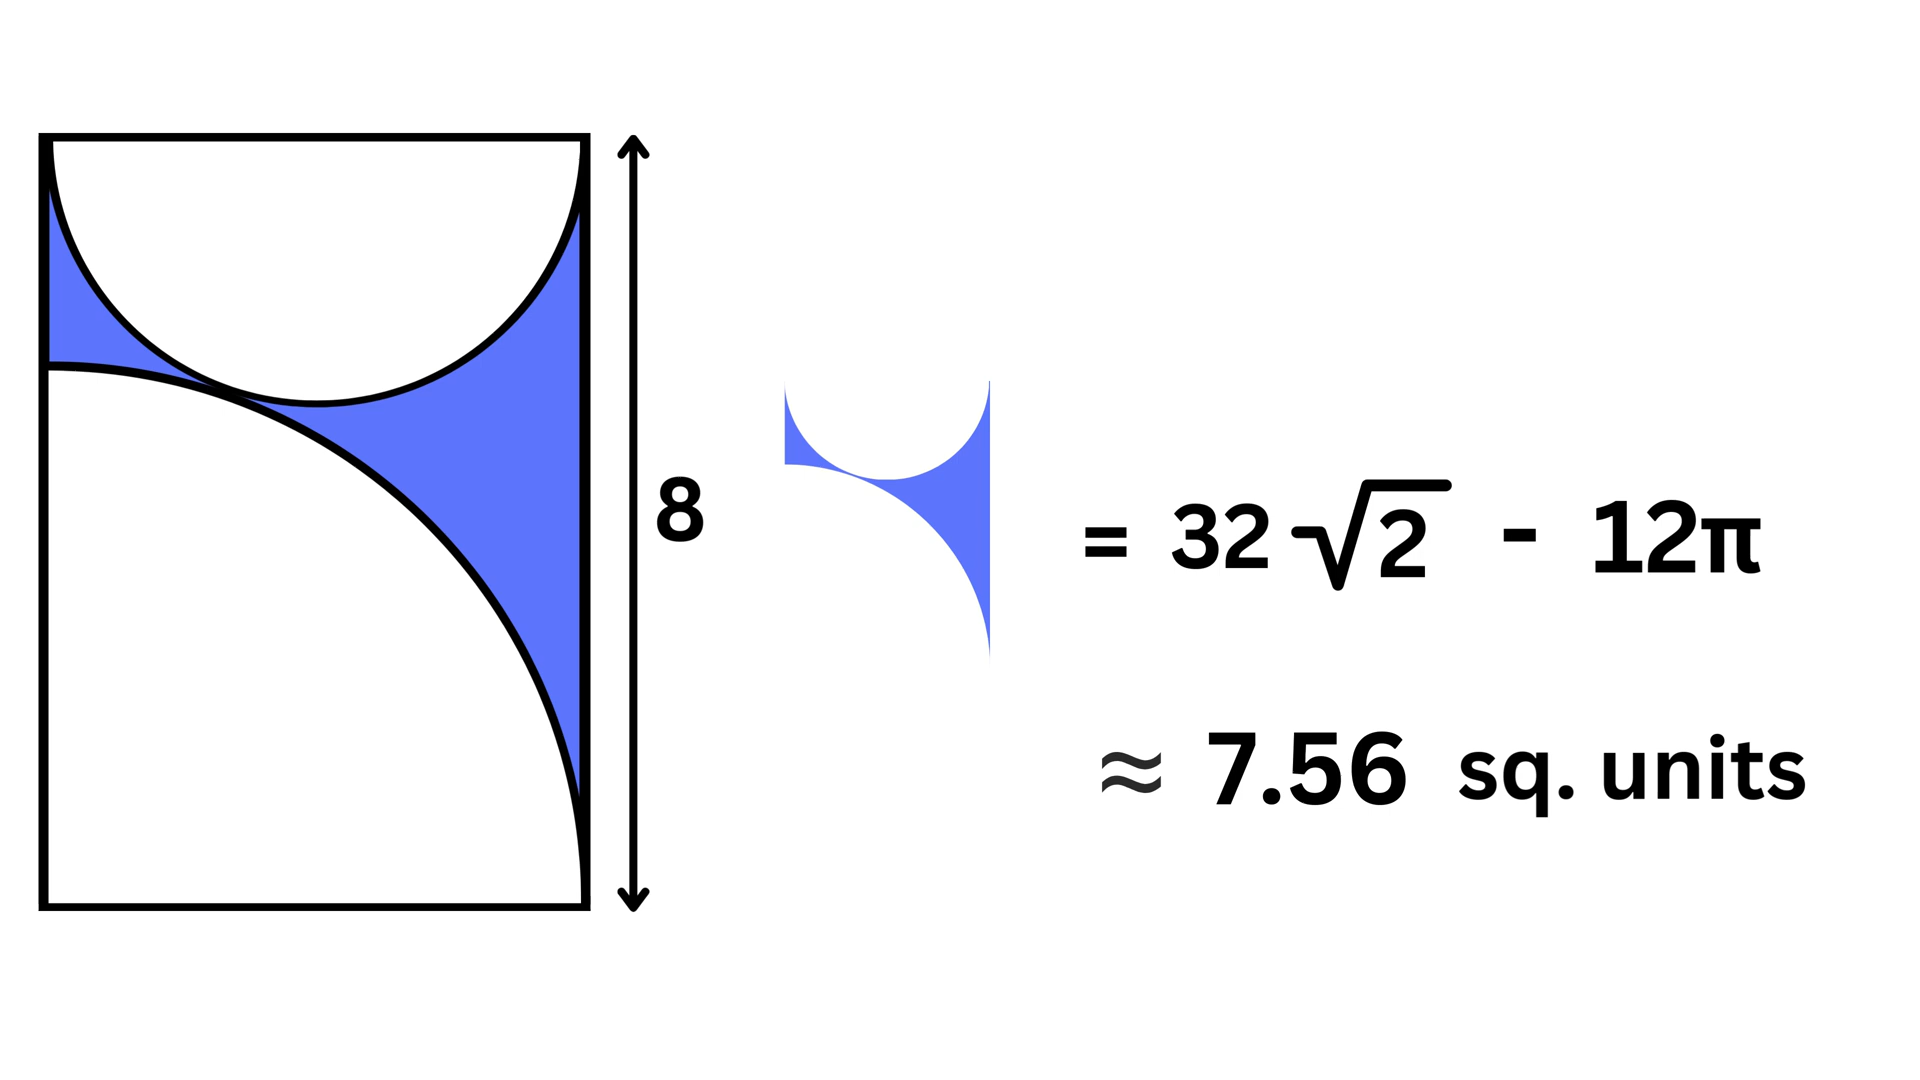 8
= 32√2 - 12π
≈ 7.56 sq. units